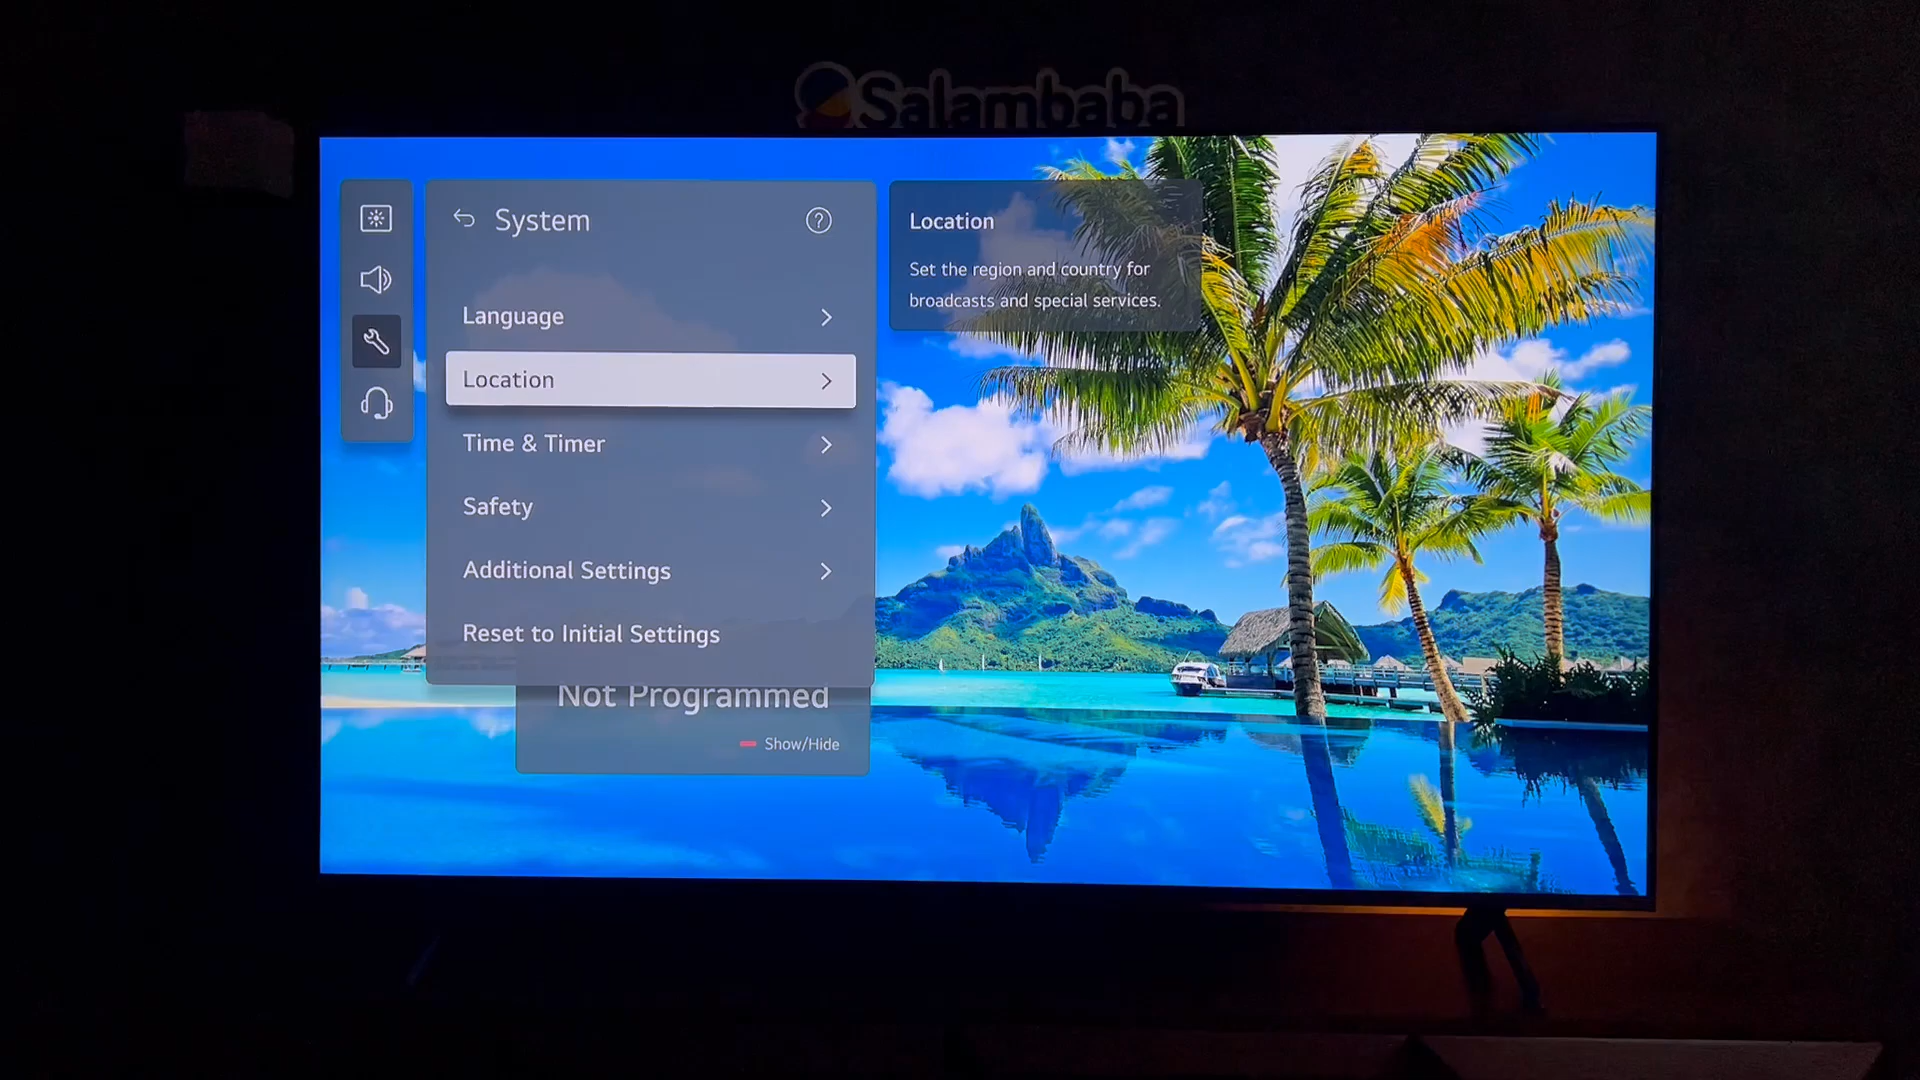 Salambaba
System
Language
Location
Time & Timer
Safety
Additional Settings
Reset to Initial Settings
Not Programmed
Show/Hide
Location
Set the region and country for
broadcasts and special services.